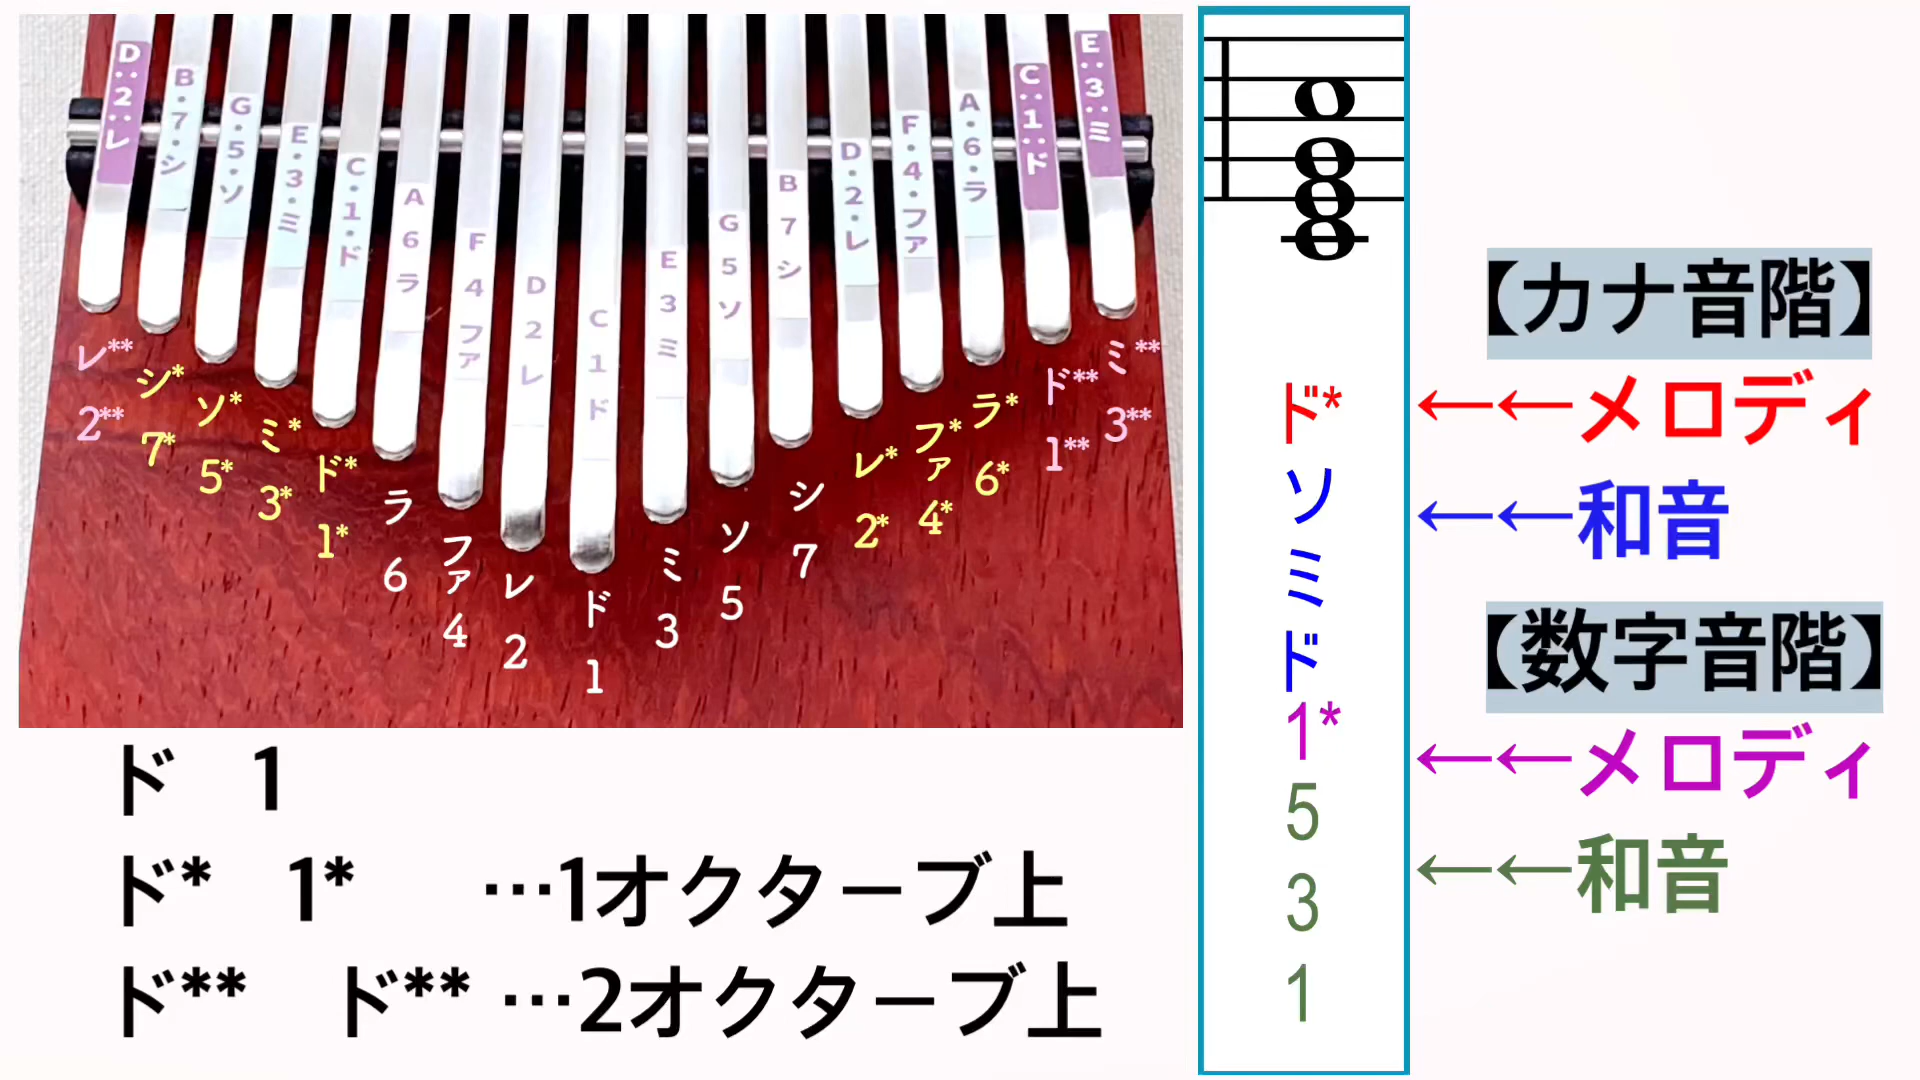 D:2:レ
B・7・シ
G・5・ソ
E・3・ミ
C・1・ド
A 6 ラ
F 4 ファ
D 2 レ
C 1 ド
E 3 ミ
G 5 ソ
B 7 シ
D・2・レ
F・4・ファ
A・6・ラ
C:1:ド
E:3:ミ
レ** 2**
シ* 7*
ソ* 5*
ミ* 3*
ド* 1*
ラ 6
ファ 4
レ 2
ド 1
ミ 3
ソ 5
シ 7
レ* 2*
ファ* 4*
ラ* 6*
ド** 1**
ミ** 3**
ド 1
ド* 1* …1オクターブ上
ド** ド** …2オクターブ上
ド*
ソ
ミ
ド
1*
5
3
1
【カナ音階】
←←メロディ
←←和音
【数字音階】
←←メロディ
←←和音